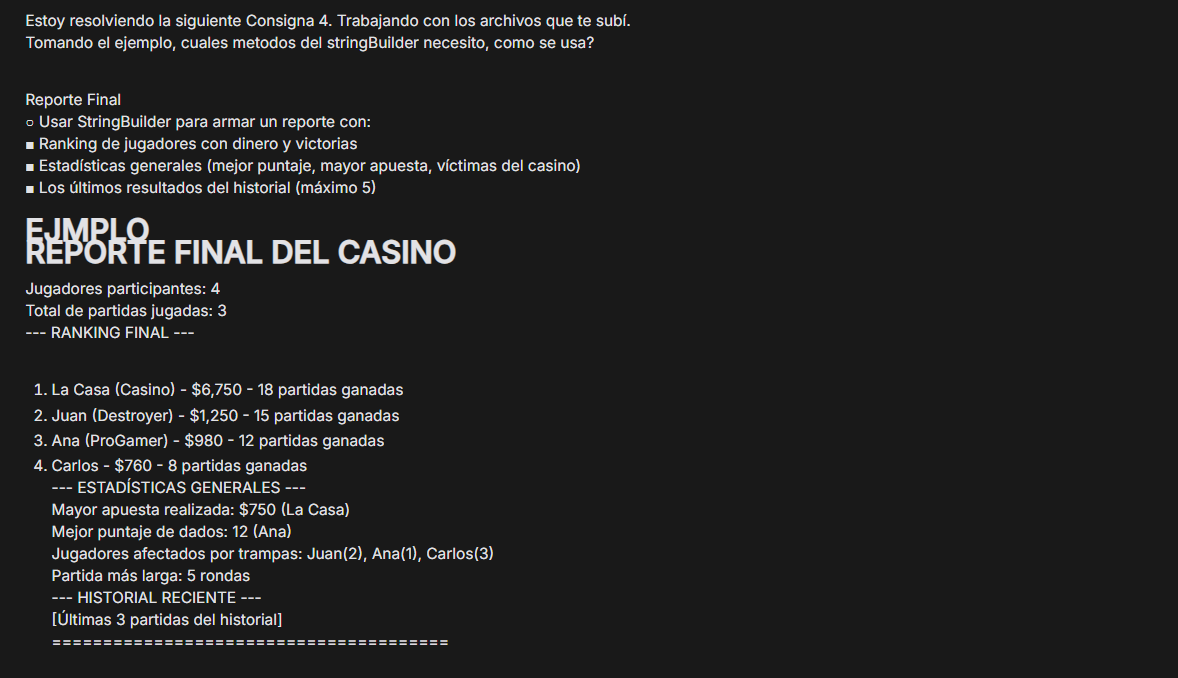 Estoy resolviendo la siguiente Consigna 4. Trabajando con los archivos que te subí.
Tomando el ejemplo, cuales metodos del stringBuilder necesito, como se usa?
Reporte Final
○ Usar StringBuilder para armar un reporte con:
■ Ranking de jugadores con dinero y victorias
■ Estadísticas generales (mejor puntaje, mayor apuesta, víctimas del casino)
■ Los últimos resultados del historial (máximo 5)
EJMPLO
REPORTE FINAL DEL CASINO
Jugadores participantes: 4
Total de partidas jugadas: 3
--- RANKING FINAL ---
1. La Casa (Casino) - $6,750 - 18 partidas ganadas
2. Juan (Destroyer) - $1,250 - 15 partidas ganadas
3. Ana (ProGamer) - $980 - 12 partidas ganadas
4. Carlos - $760 - 8 partidas ganadas
--- ESTADÍSTICAS GENERALES ---
Mayor apuesta realizada: $750 (La Casa)
Mejor puntaje de dados: 12 (Ana)
Jugadores afectados por trampas: Juan(2), Ana(1), Carlos(3)
Partida más larga: 5 rondas
--- HISTORIAL RECIENTE ---
[Últimas 3 partidas del historial]
=======================================